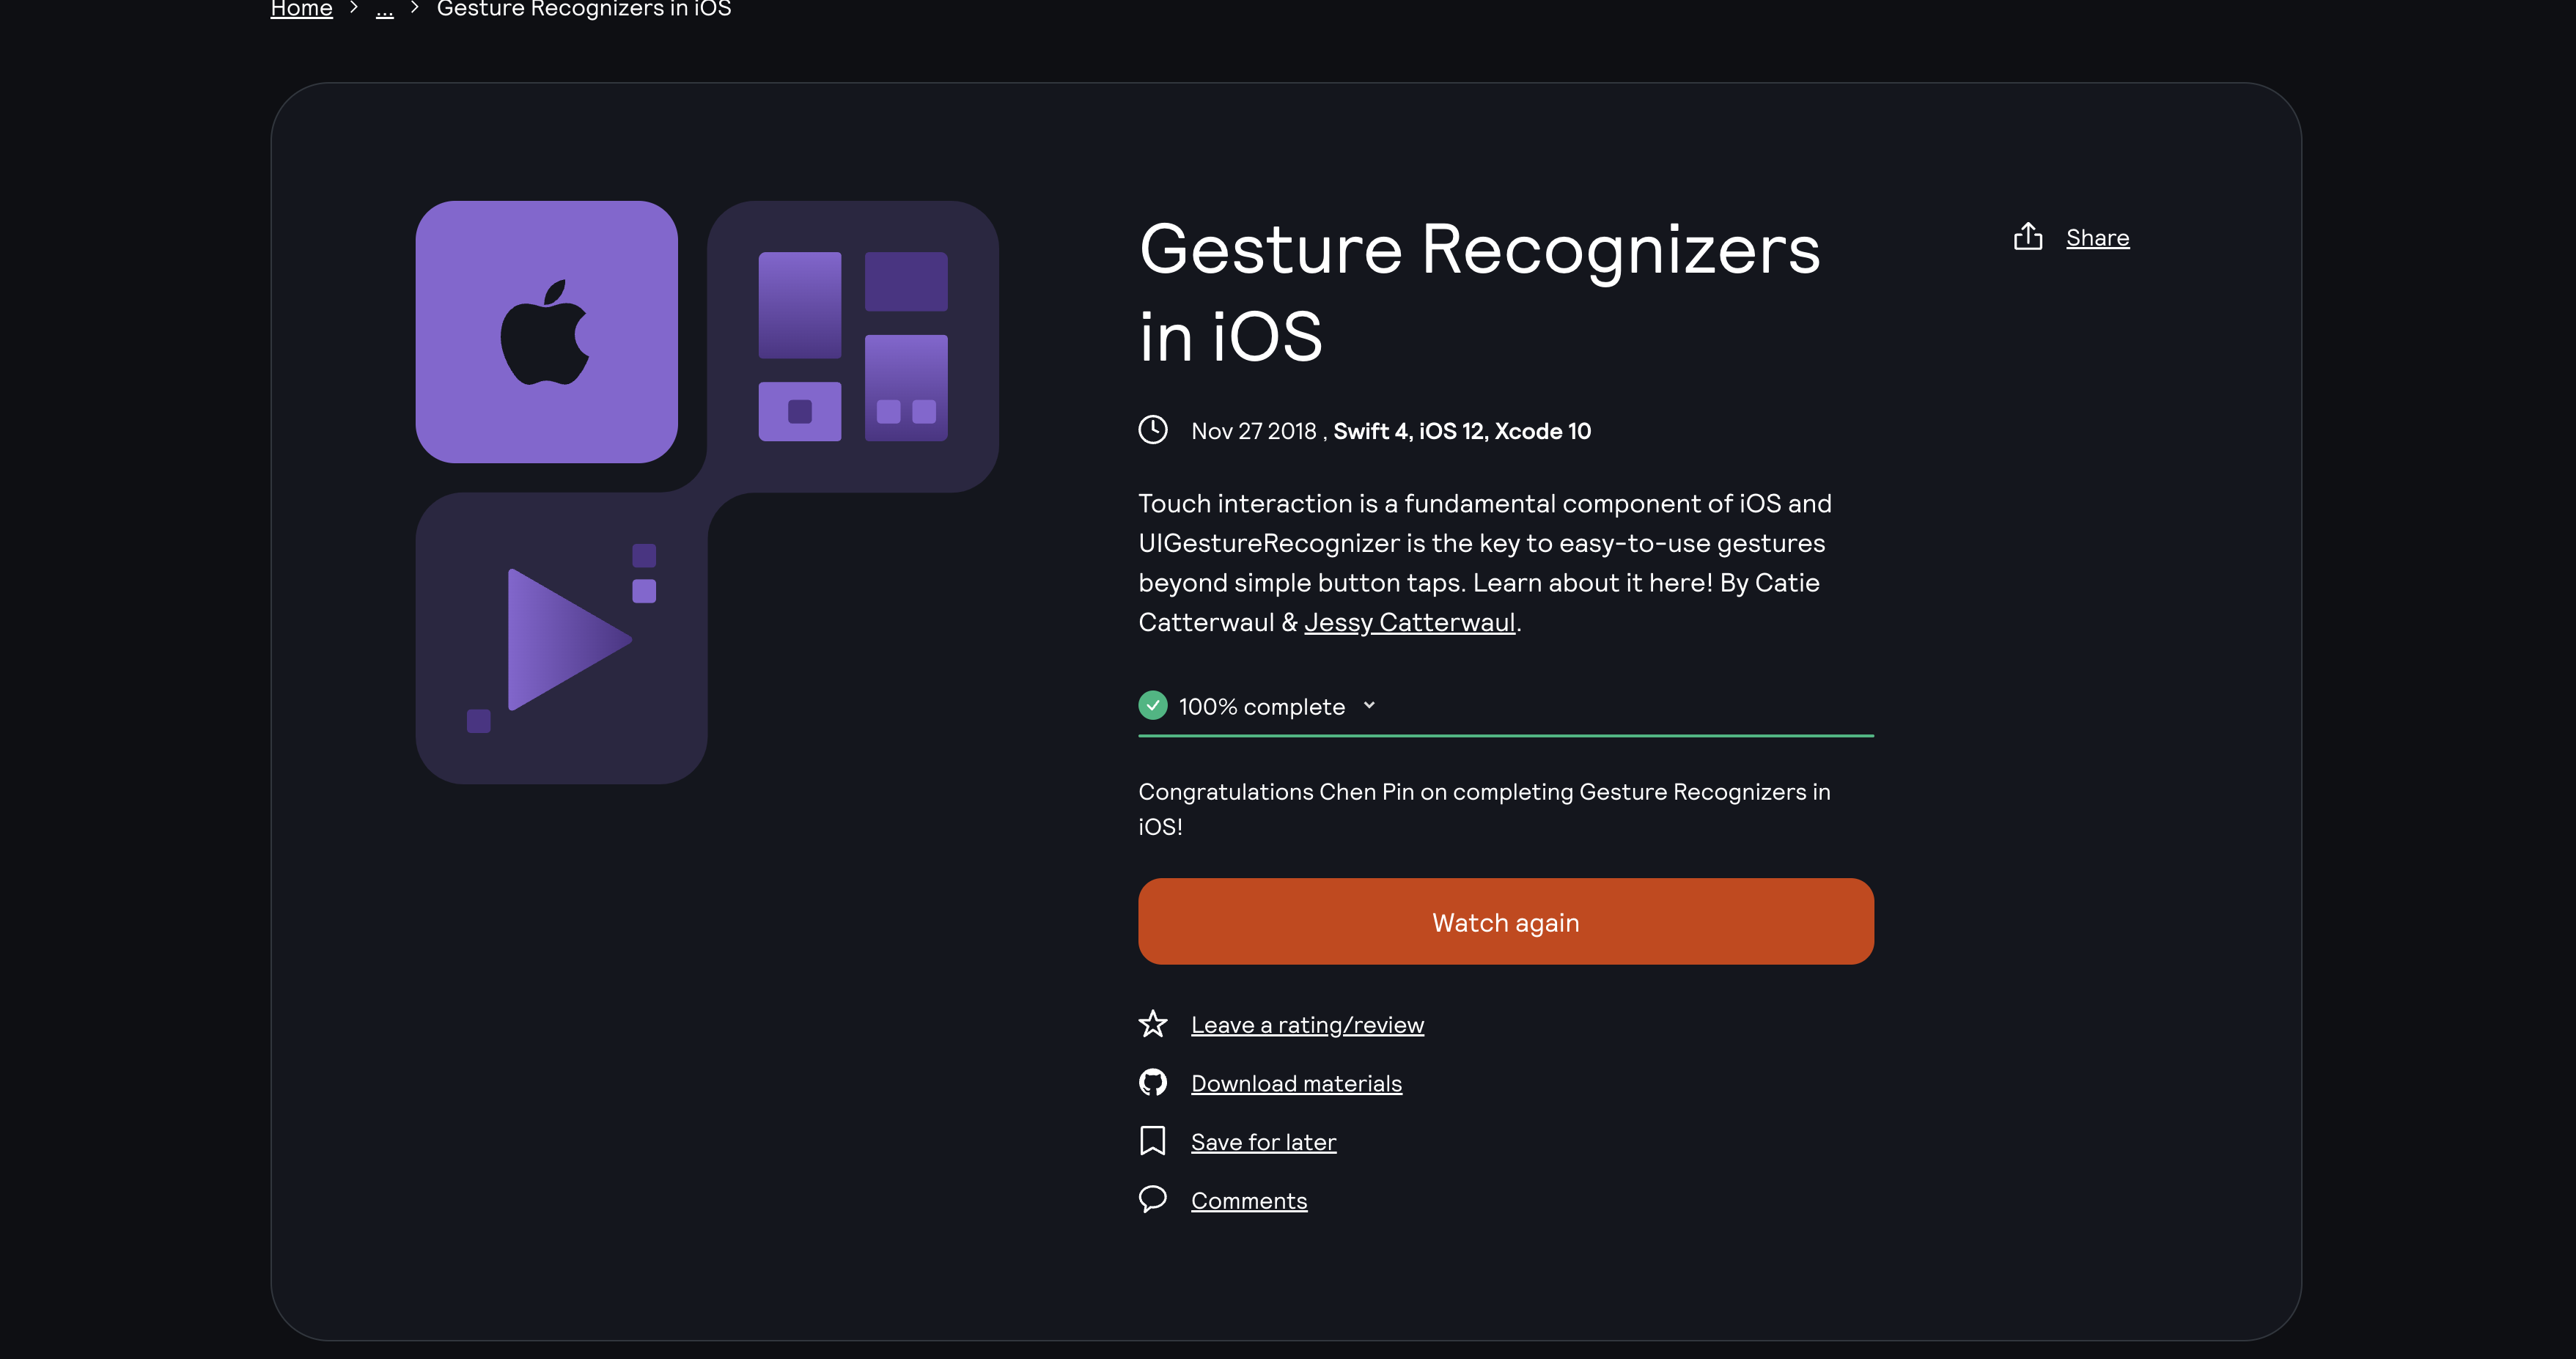 Home > ... > Gesture Recognizers in iOS
Gesture Recognizers
in iOS
Share
Nov 27 2018 , Swift 4, iOS 12, Xcode 10
Touch interaction is a fundamental component of iOS and
UIGestureRecognizer is the key to easy-to-use gestures
beyond simple button taps. Learn about it here! By Catie
Catterwaul & Jessy Catterwaul.
100% complete
Congratulations Chen Pin on completing Gesture Recognizers in
iOS!
Watch again
Leave a rating/review
Download materials
Save for later
Comments